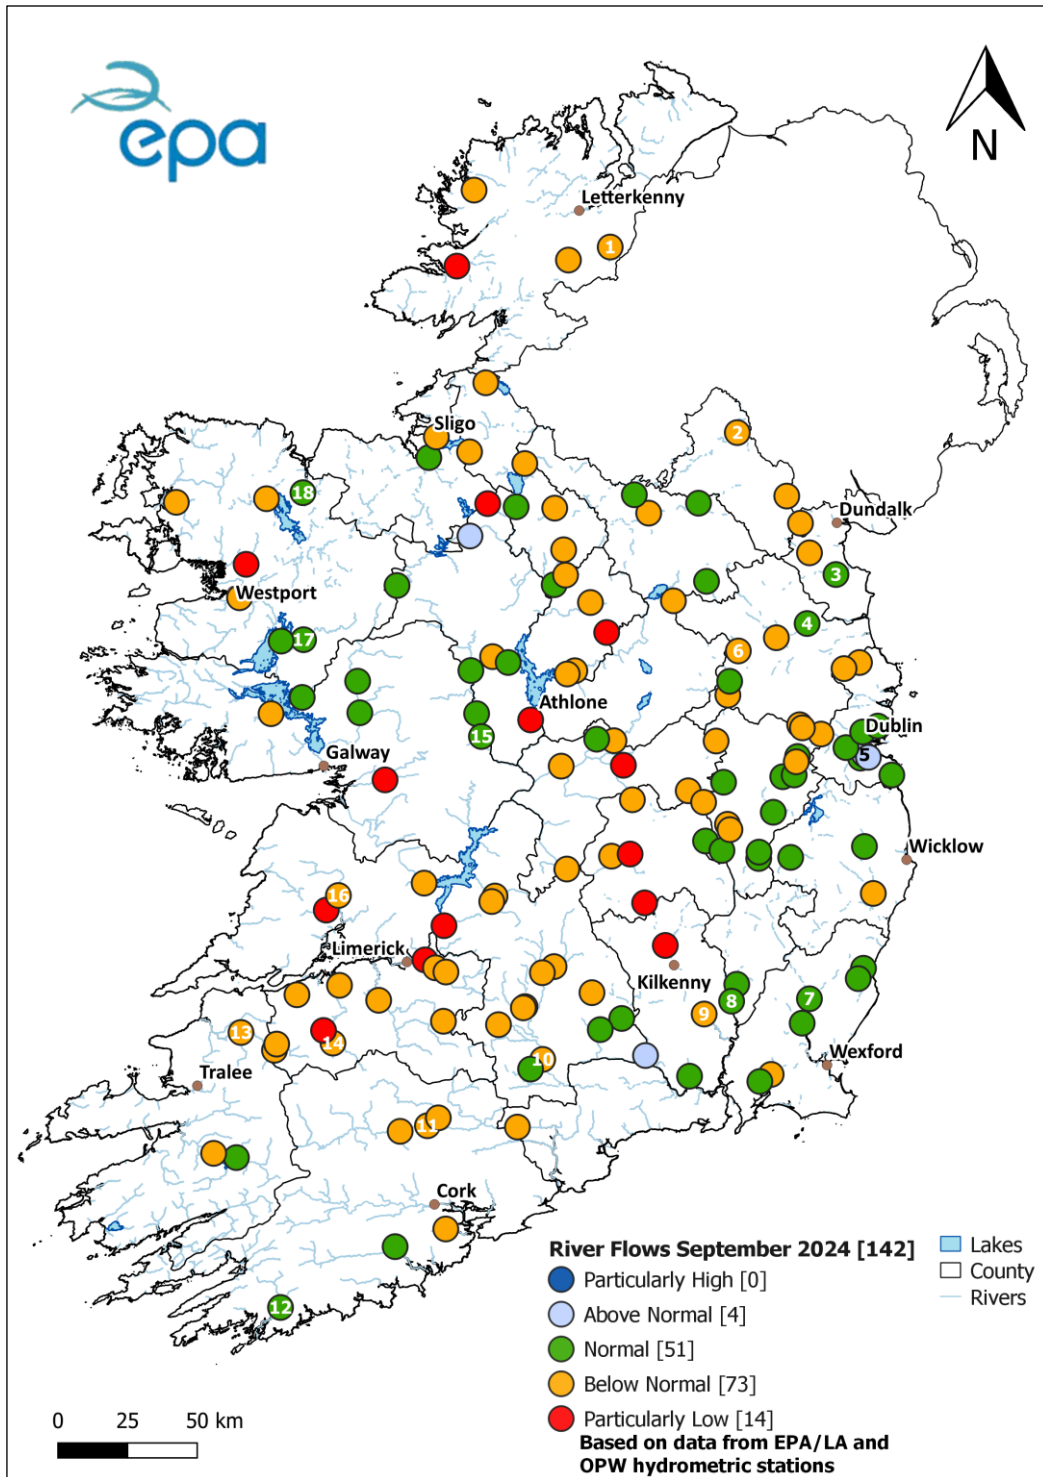 epa
N
Letterkenny
1
Sligo
2
18
Dundalk
3
Westport
17
4
6
Athlone
15
Dublin
5
Galway
Wicklow
16
Limerick
Kilkenny
8
7
9
13
14
10
Wexford
Tralee
11
Cork
12
River Flows September 2024 [142]
Particularly High [0]
Above Normal [4]
Normal [51]
Below Normal [73]
Particularly Low [14]
Based on data from EPA/LA and
OPW hydrometric stations
Lakes
County
Rivers
0 25 50 km